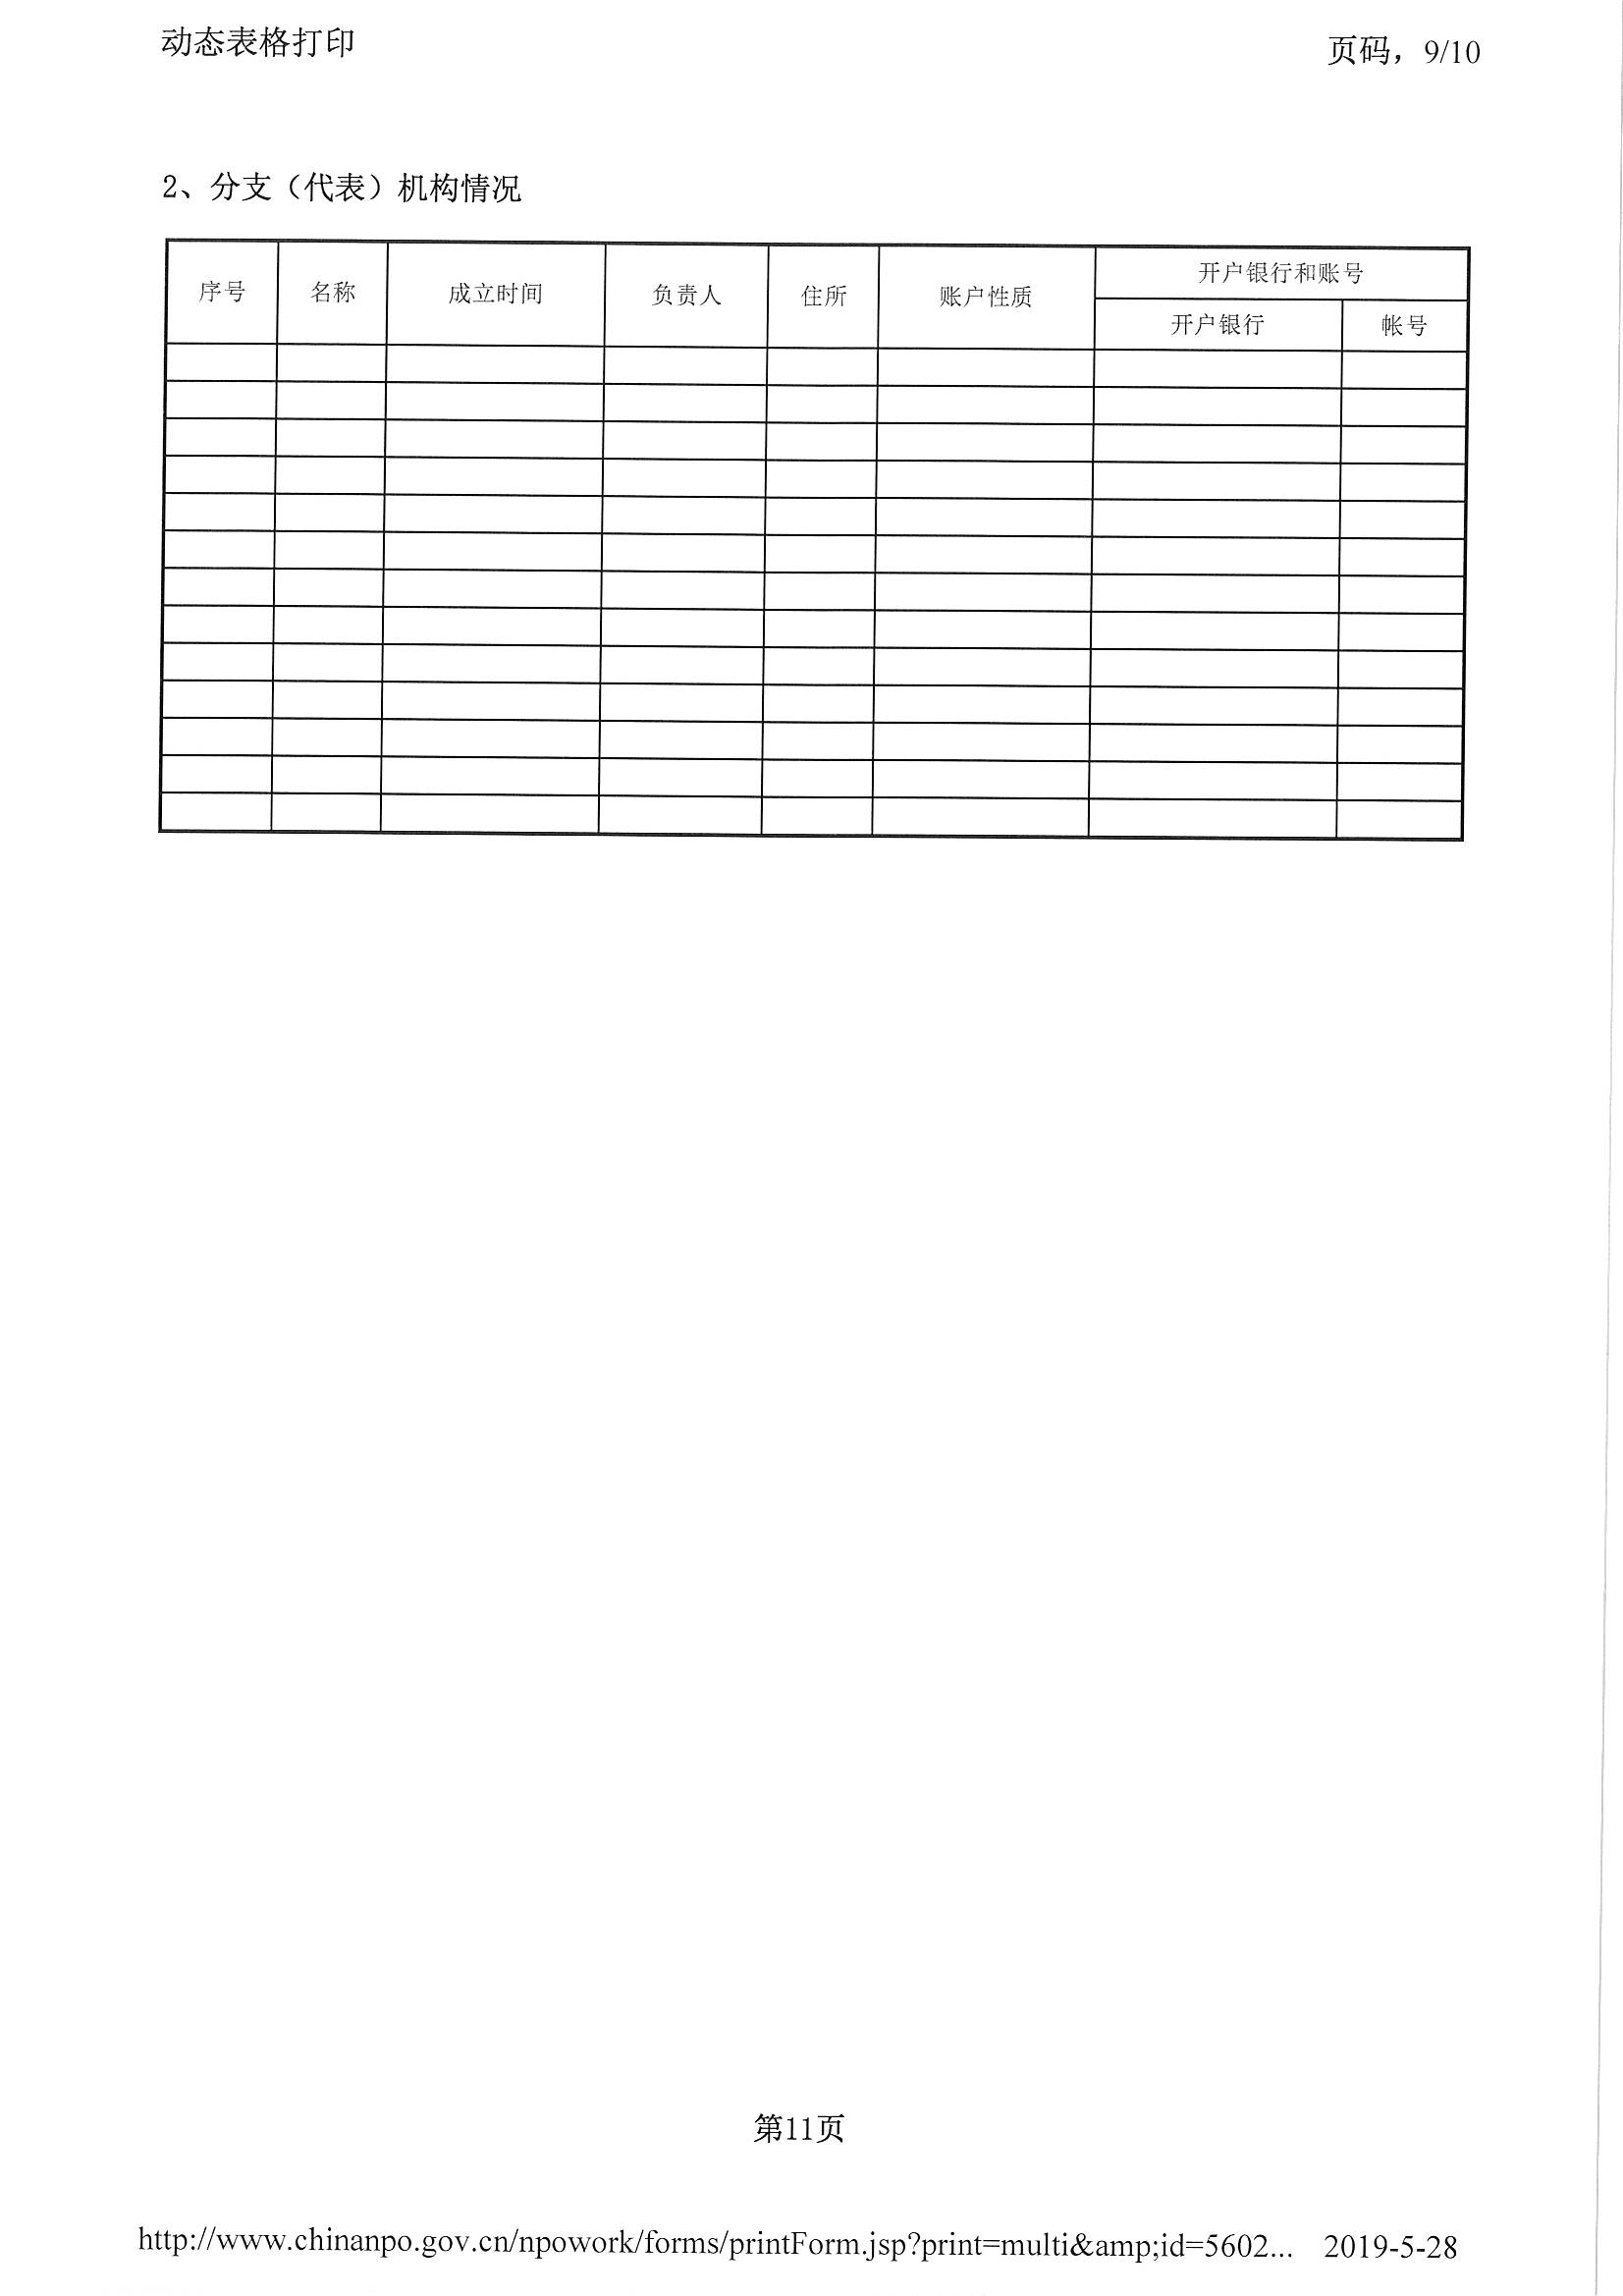 动态表格打印
页码，9/10
2、分支（代表）机构情况
序号 名称 成立时间 负责人 住所 账户性质 开户银行和账号
开户银行 帐号
第11页
http://www.chinanpo.gov.cn/npowork/forms/printForm.jsp?print=multi&amp;id=5602... 2019-5-28